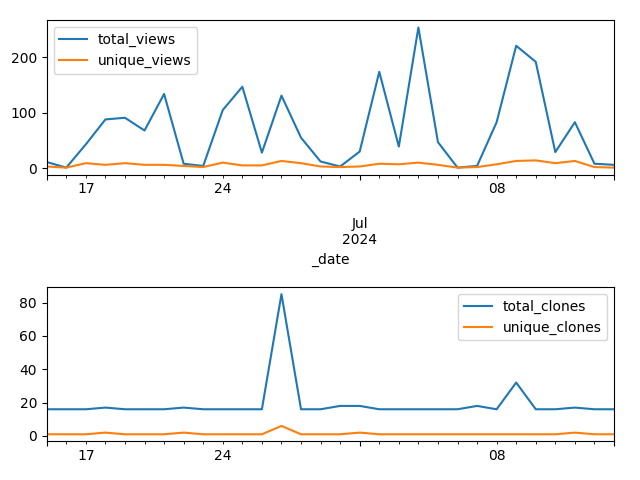 total_views
unique_views
200
100
0
17 24 08
Jul
2024
_date
total_clones
unique_clones
80
60
40
20
0
17 24 08